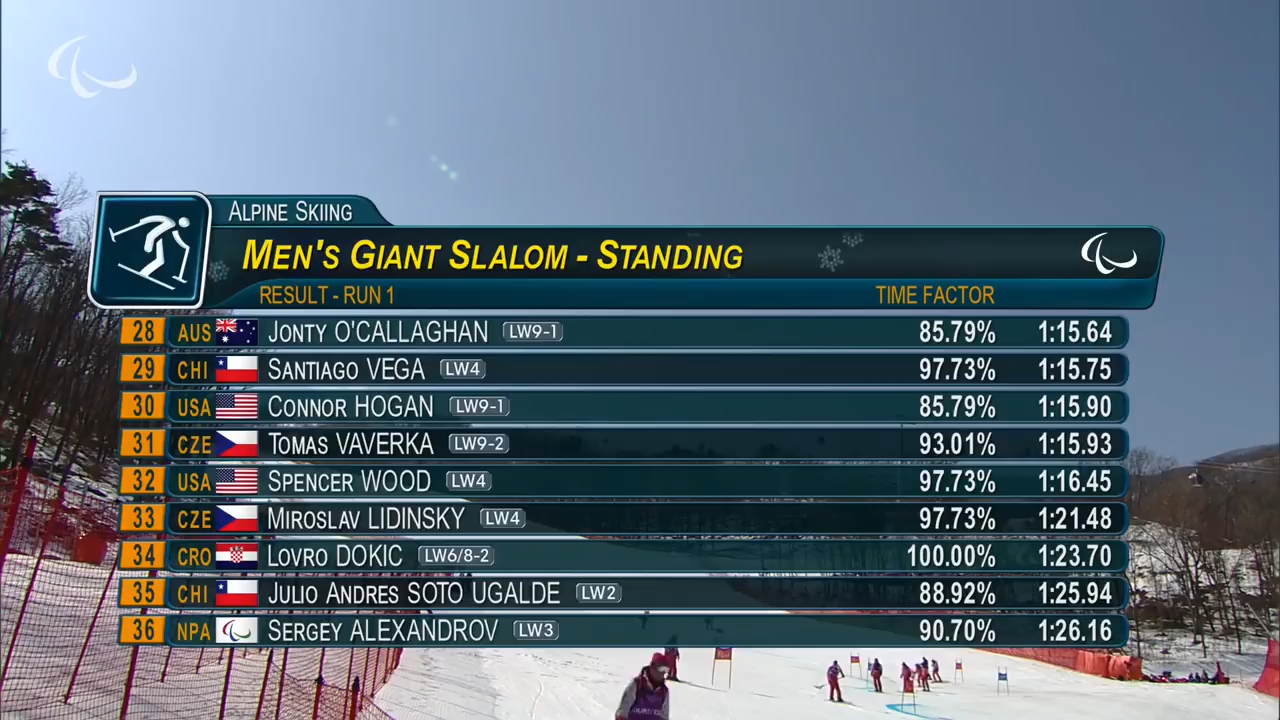 ALPINE SKIING
MEN'S GIANT SLALOM - STANDING
RESULT - RUN 1 TIME FACTOR
28 AUS JONTY O'CALLAGHAN LW9-1 85.79% 1:15.64
29 CHI SANTIAGO VEGA LW4 97.73% 1:15.75
30 USA CONNOR HOGAN LW9-1 85.79% 1:15.90
31 CZE TOMAS VAVERKA LW9-2 93.01% 1:15.93
32 USA SPENCER WOOD LW4 97.73% 1:16.45
33 CZE MIROSLAV LIDINSKY LW4 97.73% 1:21.48
34 CRO LOVRO DOKIC LW6/8-2 100.00% 1:23.70
35 CHI JULIO ANDRES SOTO UGALDE LW2 88.92% 1:25.94
36 NPA SERGEY ALEXANDROV LW3 90.70% 1:26.16